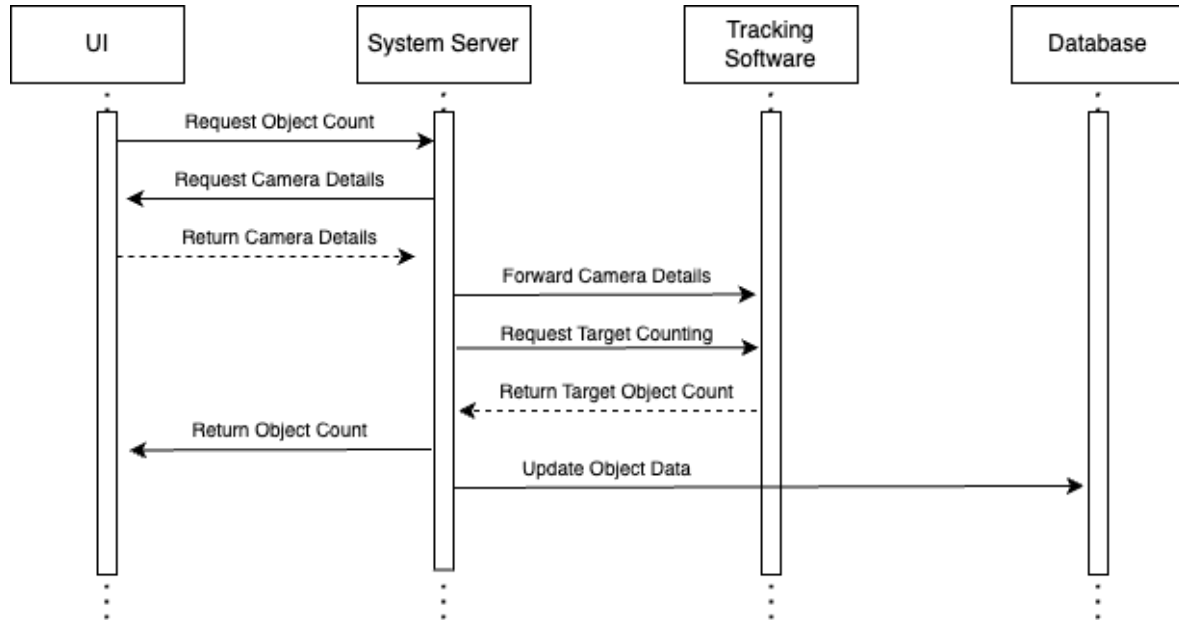 UI
System Server
Tracking
Software
Database
Request Object Count
Request Camera Details
Return Camera Details
Forward Camera Details
Request Target Counting
Return Target Object Count
Return Object Count
Update Object Data